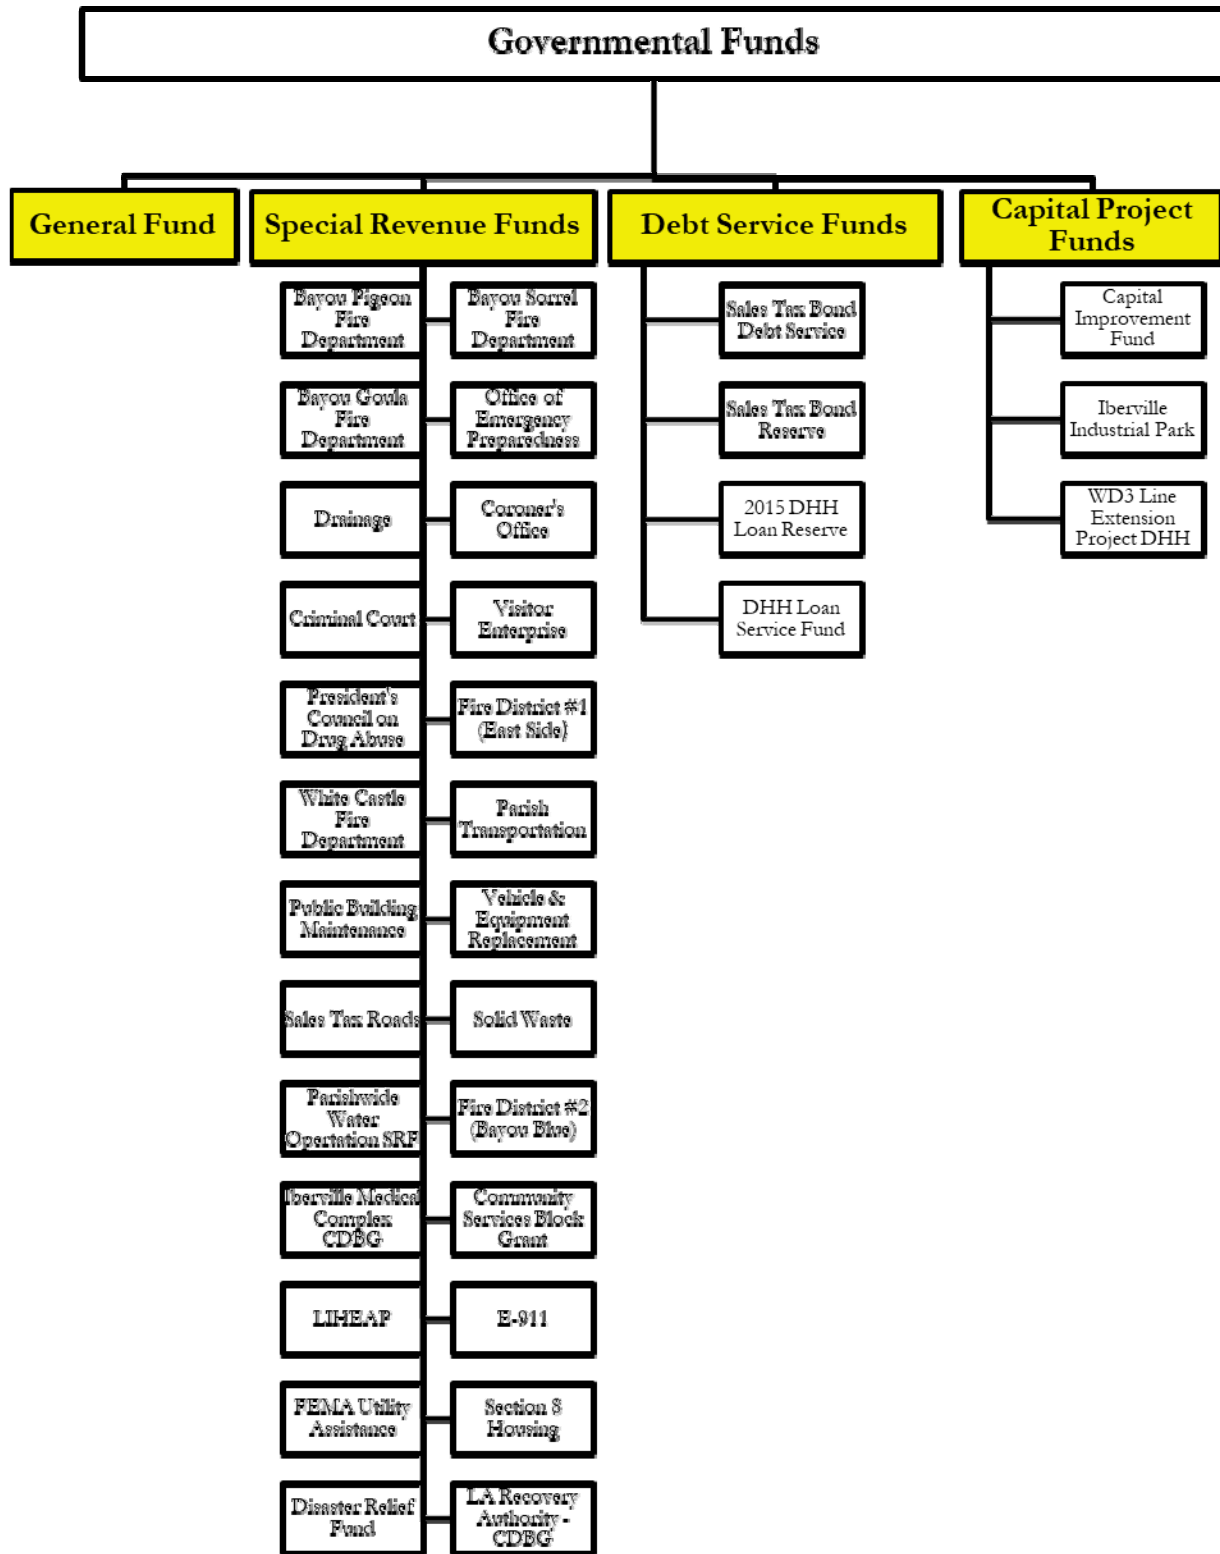 Governmental Funds
General Fund
Special Revenue Funds
Debt Service Funds
Capital Project
Funds
Bayou Pigeon
Fire
Department
Bayou Sorrel
Fire
Department
Sales Tax Bond
Debt Service
Capital
Improvement
Fund
Bayou Goula
Fire
Department
Office of
Emergency
Preparedness
Sales Tax Bond
Reserve
Iberville
Industrial Park
Drainage
Coroner's
Office
2015 DHH
Loan Reserve
WD3 Line
Extension
Project DHH
Criminal Court
Visitor
Enterprise
DHH Loan
Service Fund
President's
Council on
Drug Abuse
Fire District #1
(East Side)
White Castle
Fire
Department
Parish
Transportation
Public Building
Maintenance
Vehicle &
Equipment
Replacement
Sales Tax Roads
Solid Waste
Parishwide
Water
Opertation SRF
Fire District #2
(Bayou Blue)
Iberville Medical
Complex
CDBG
Community
Services Block
Grant
LIHEAP
E-911
FEMA Utility
Assistance
Section 8
Housing
Disaster Relief
Fund
LA Recovery
Authority -
CDBG